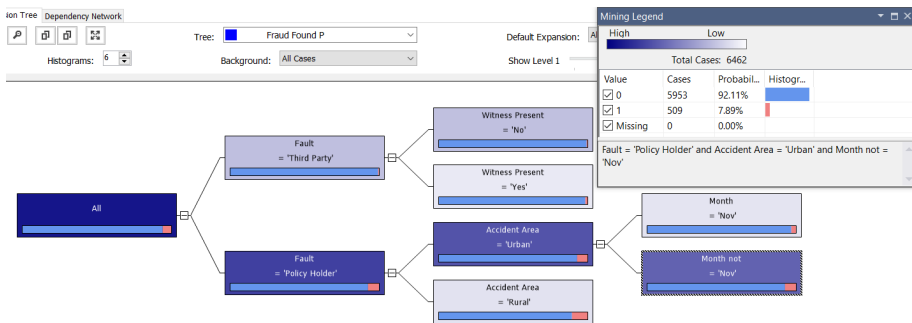 ion Tree Dependency Network
Tree: Fraud Found P Default Expansion: Al
Histograms: 6 Background: All Cases Show Level 1
Mining Legend
High Low
Total Cases: 6462
Value Cases Probabil... Histogr...
0 5953 92.11%
1 509 7.89%
Missing 0 0.00%
Fault = 'Policy Holder' and Accident Area = 'Urban' and Month not =
'Nov'
All
Fault
= 'Third Party'
Fault
= 'Policy Holder'
Witness Present
= 'No'
Witness Present
= 'Yes'
Accident Area
= 'Urban'
Accident Area
= 'Rural'
Month
= 'Nov'
Month not
= 'Nov'